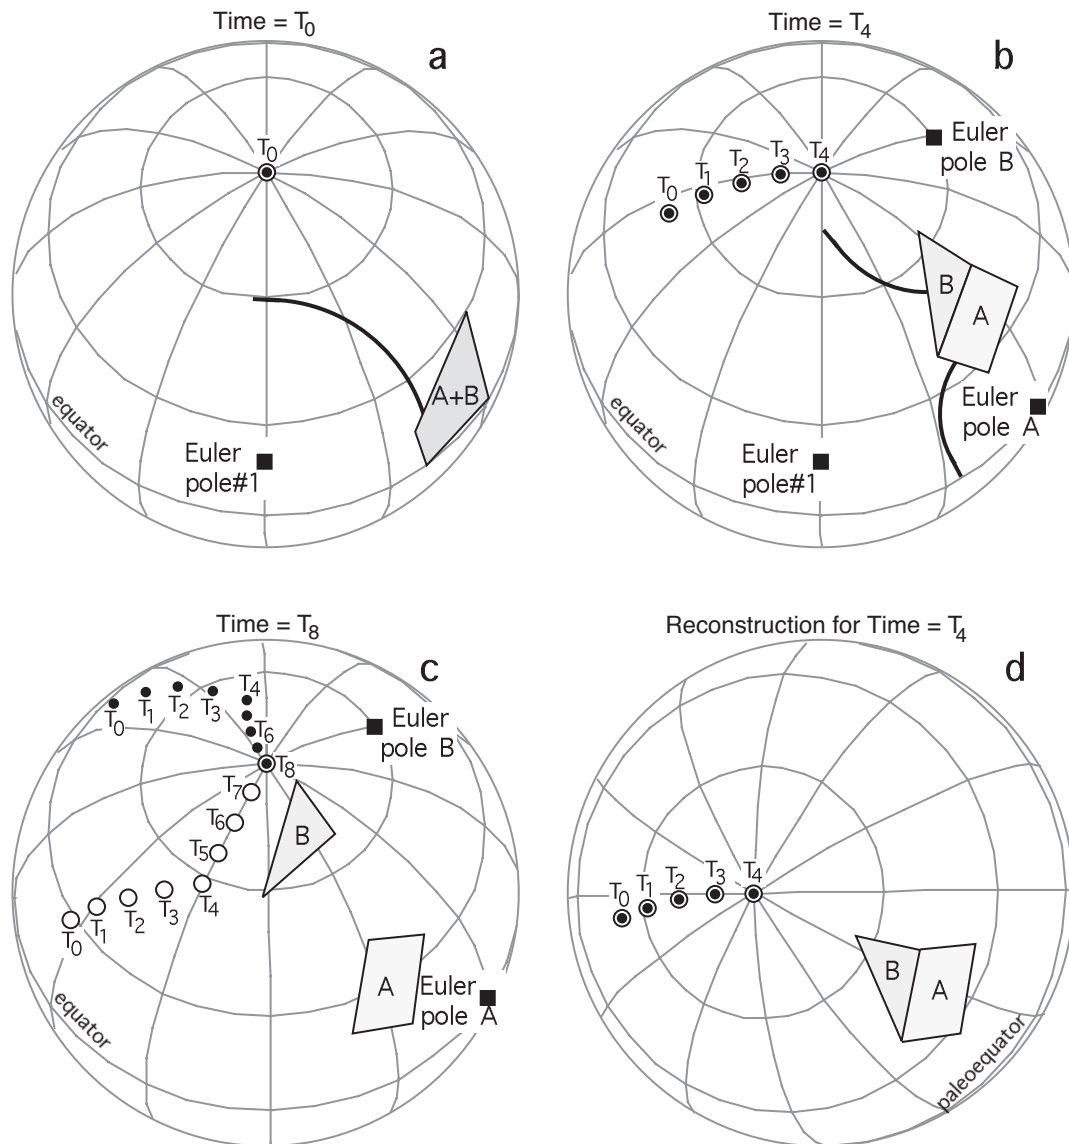 Time = T0
a
T0
A+B
equator
Euler
pole#1
Time = T4
b
Euler
pole B
T0
T1
T2
T3
T4
B
A
Euler
pole A
equator
Euler
pole#1
Time = T8
c
T0
T1
T2
T3
T4
T6
Euler
pole B
T8
T7
T6
T5
T4
T3
T2
T1
T0
B
A
Euler
pole A
equator
Reconstruction for Time = T4
d
T0
T1
T2
T3
T4
B
A
paleoequator